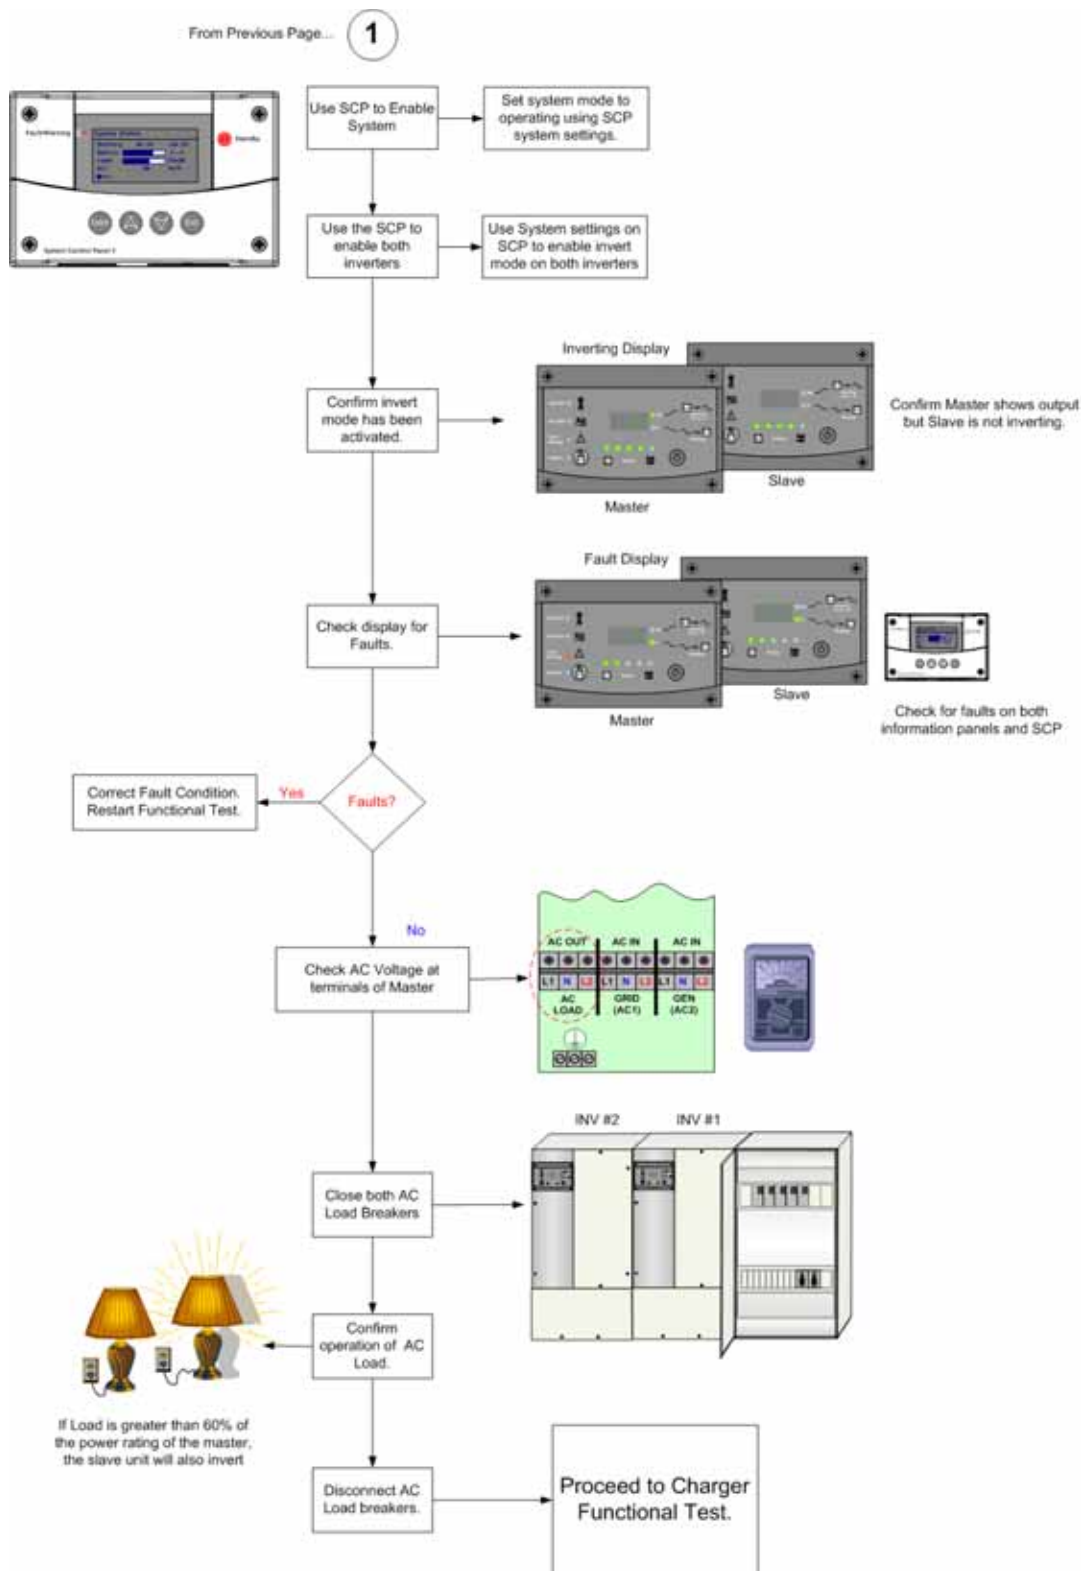 From Previous Page...
1
Use SCP to Enable
System
Set system mode to
operating using SCP
system settings.
Fault/Warning
Standby
System Control Panel
Use the SCP to
enable both
inverters
Use System settings on
SCP to enable invert
mode on both inverters
Inverting Display
Confirm invert
mode has been
activated.
Confirm Master shows output
but Slave is not inverting.
Slave
Master
Fault Display
Check display for
Faults.
Slave
Master
Check for faults on both
information panels and SCP
Correct Fault Condition.
Restart Functional Test.
Yes
Faults?
No
Check AC Voltage at
terminals of Master
AC OUT AC IN AC IN
L1 N L2 L1 N L2 L1 N L2
AC
LOAD
GRID
(AC1)
GEN
(AC2)
INV #2 INV #1
Close both AC
Load Breakers
Confirm
operation of AC
Load.
If Load is greater than 60% of
the power rating of the master,
the slave unit will also invert
Disconnect AC
Load breakers.
Proceed to Charger
Functional Test.